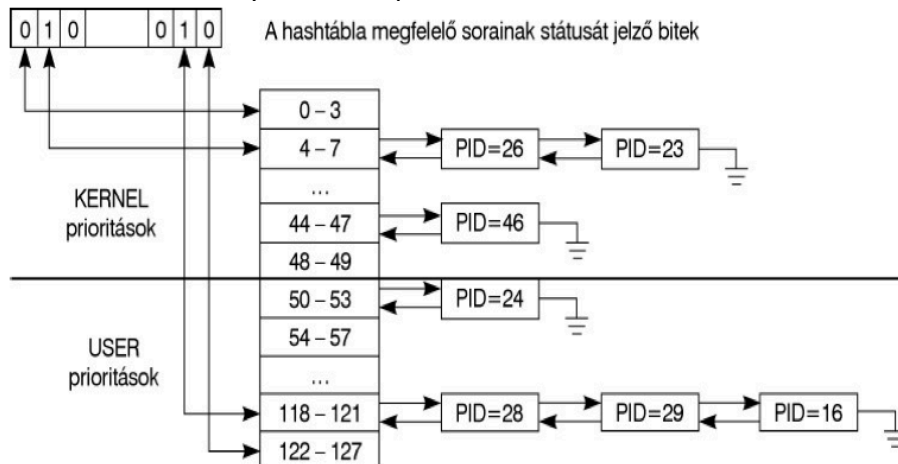 0 1 0 0 1 0 A hashtábla megfelelő sorainak státusát jelző bitek
0 – 3
4 – 7 PID=26 PID=23
...
KERNEL
prioritások
44 – 47 PID=46
48 – 49
50 – 53 PID=24
54 – 57
USER
prioritások
...
118 – 121 PID=28 PID=29 PID=16
122 – 127